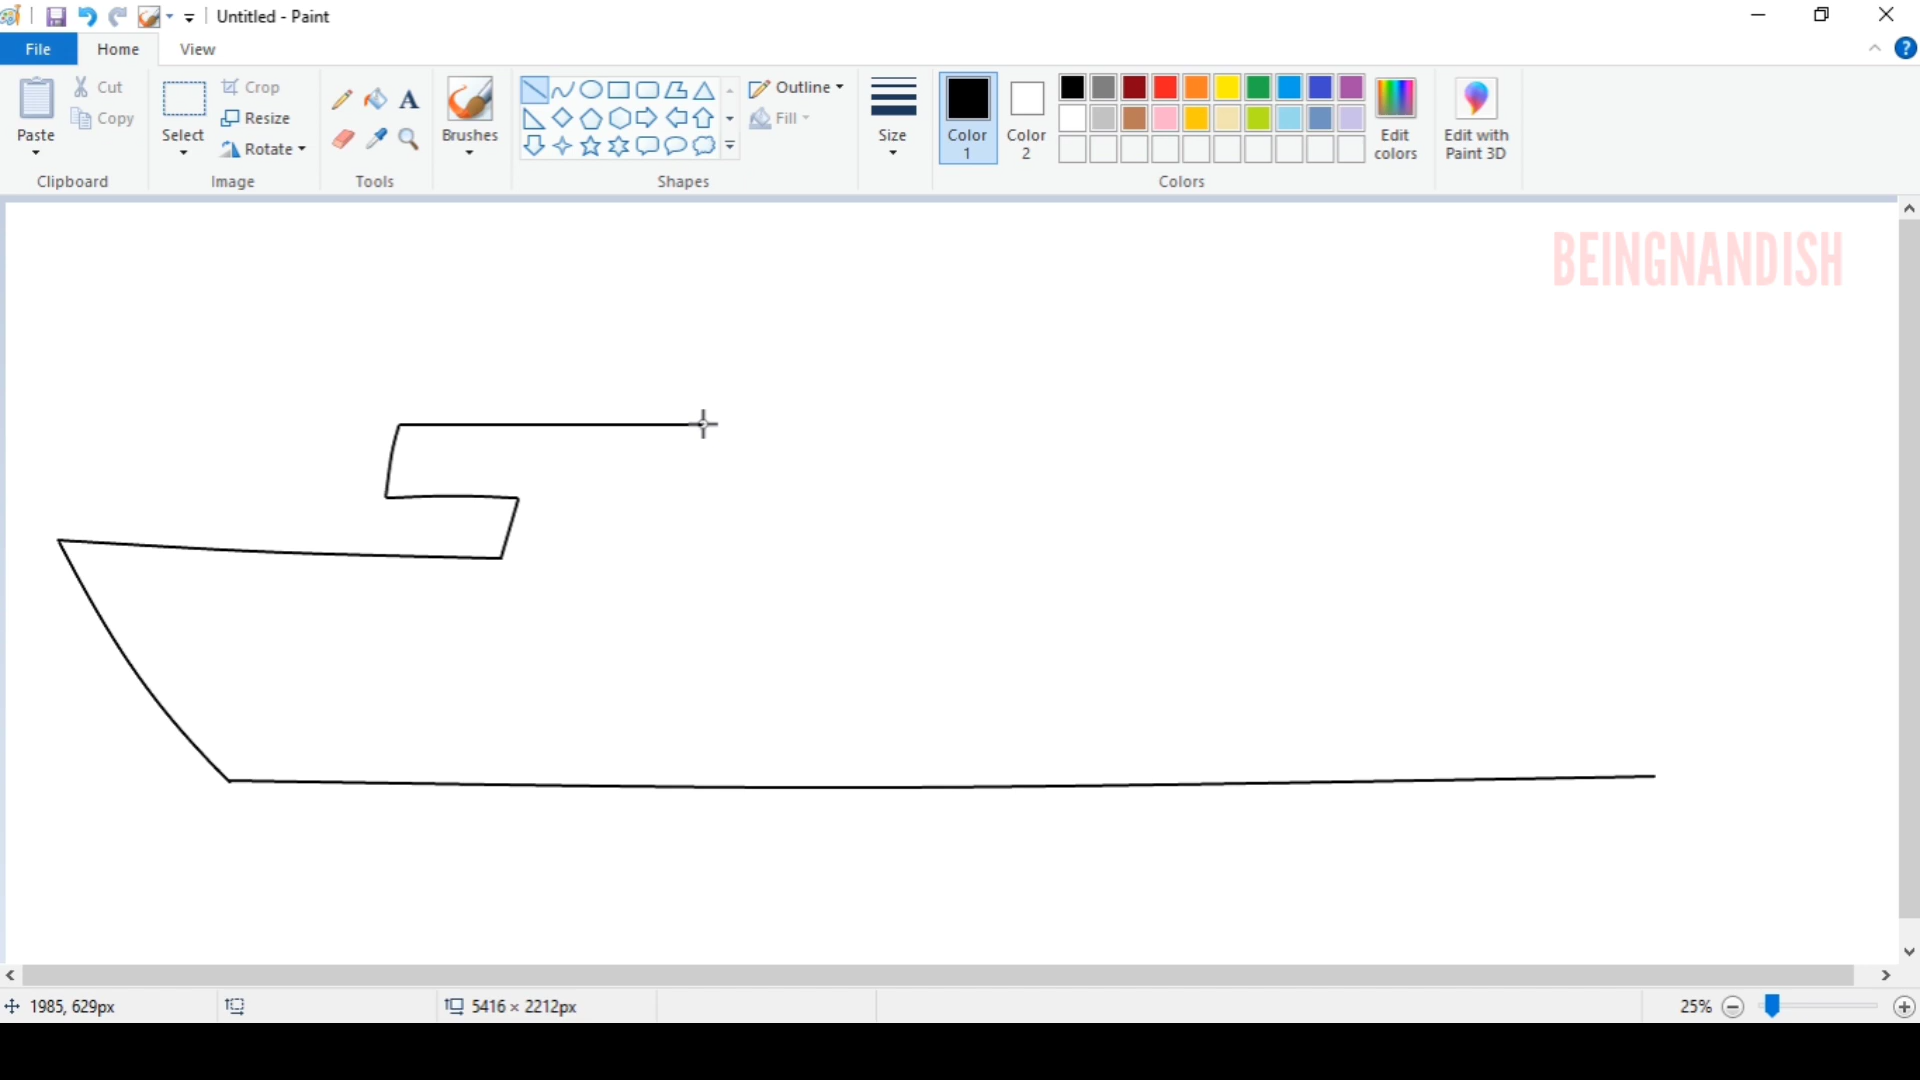 Untitled - Paint
File Home View
Paste
Cut
Copy
Clipboard
Select
Crop
Resize
Rotate
Image
Tools
Brushes
Shapes
Outline
Fill
Size
Color 1
Color 2
Edit colors
Colors
Edit with Paint 3D
BEINGNANDISH
1985, 629px
5416 × 2212px
25%